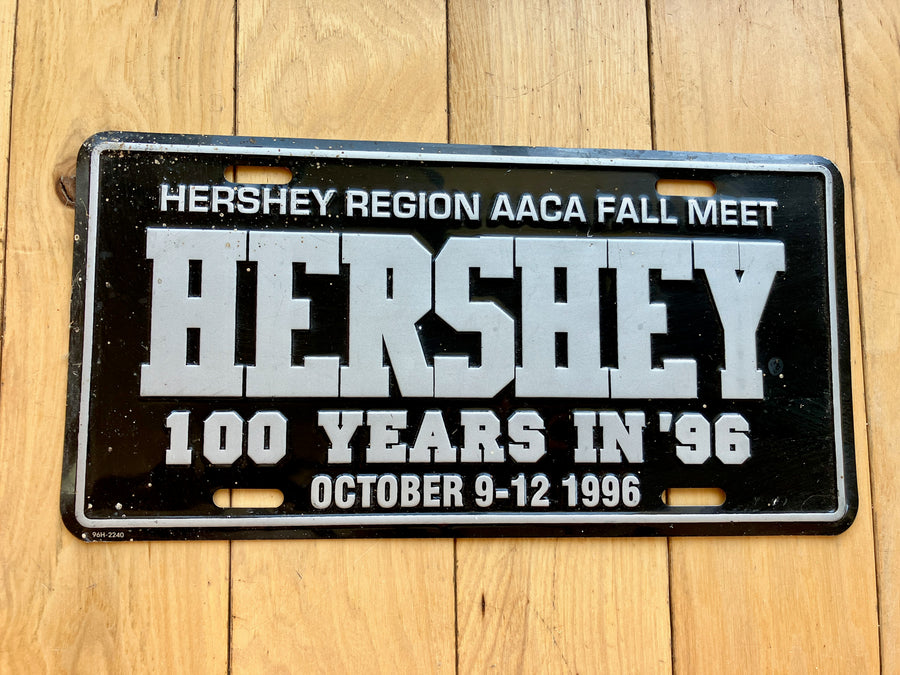 HERSHEY REGION AACA FALL MEET
HERSHEY
100 YEARS IN '96
OCTOBER 9-12 1996
96H-2240